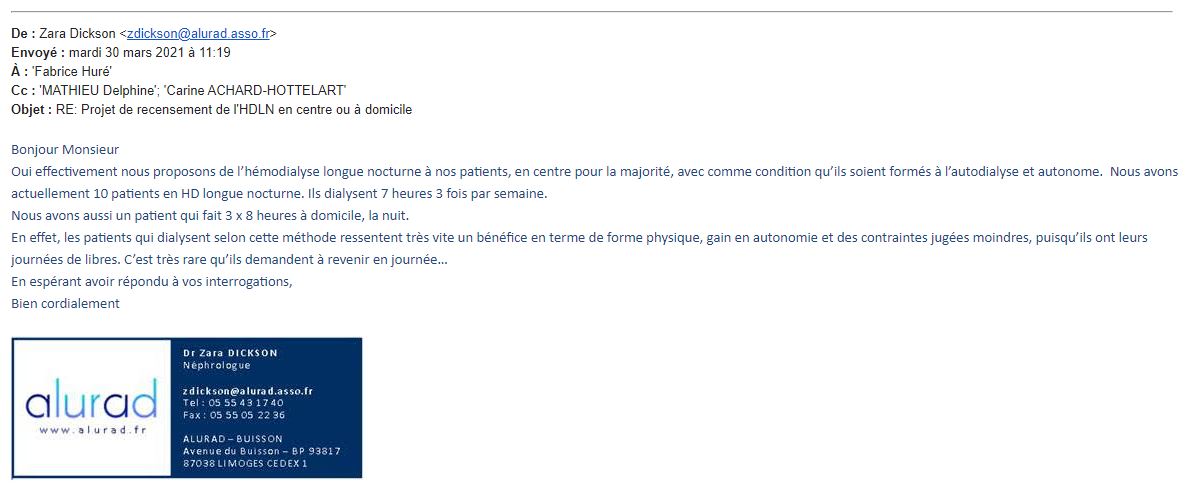 De : Zara Dickson <zdickson@alurad.asso.fr>
Envoyé : mardi 30 mars 2021 à 11:19
À : 'Fabrice Huré'
Cc : 'MATHIEU Delphine'; 'Carine ACHARD-HOTTELART'
Objet : RE: Projet de recensement de l'HDLN en centre ou à domicile
Bonjour Monsieur
Oui effectivement nous proposons de l’hémodialyse longue nocturne à nos patients, en centre pour la majorité, avec comme condition qu’ils soient formés à l’autodialyse et autonome.  Nous avons
actuellement 10 patients en HD longue nocturne. Ils dialysent 7 heures 3 fois par semaine.
Nous avons aussi un patient qui fait 3 x 8 heures à domicile, la nuit.
En effet, les patients qui dialysent selon cette méthode ressentent très vite un bénéfice en terme de forme physique, gain en autonomie et des contraintes jugées moindres, puisqu’ils ont leurs
journées de libres. C’est très rare qu’ils demandent à revenir en journée…
En espérant avoir répondu à vos interrogations,
Bien cordialement
alurad
www.alurad.fr
Dr Zara DICKSON
Néphrologue
zdickson@alurad.asso.fr
Tel : 05 55 43 17 40
Fax : 05 55 05 22 36
ALURAD – BUISSON
Avenue du Buisson – BP 93817
87038 LIMOGES CEDEX 1